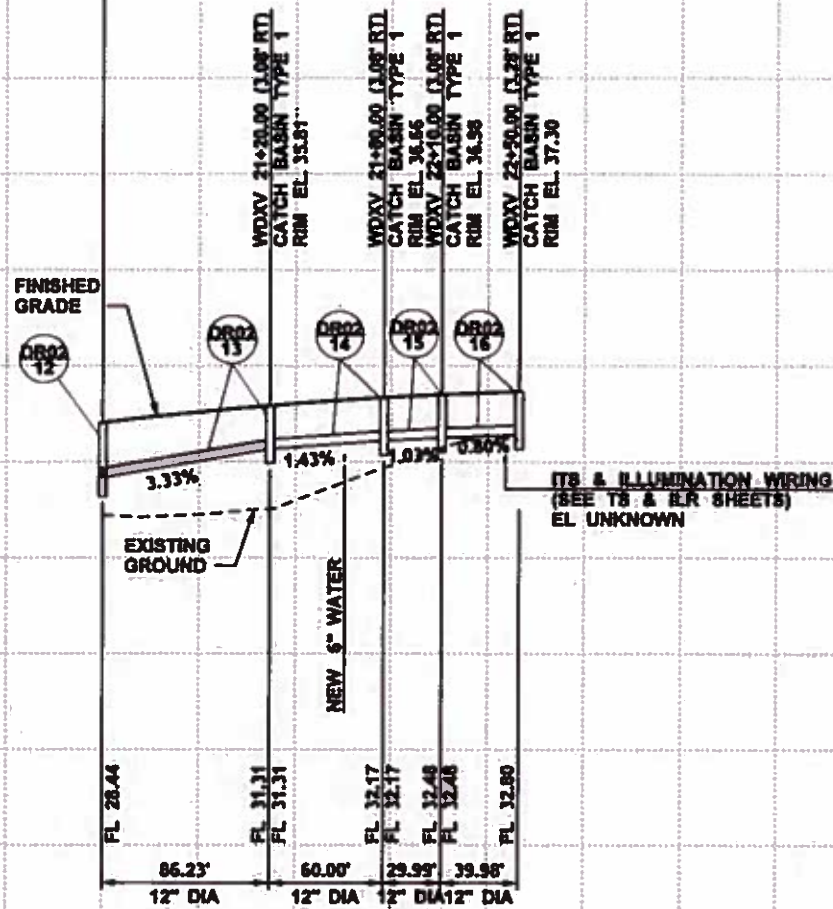 WDXV 21+20.00 (3.08' RT)
CATCH BASIN TYPE 1
RIM EL. 35.81
WDXV 21+80.00 (3.08' RT)
CATCH BASIN TYPE 1
RIM EL. 36.66
WDXV 22+10.00 (3.08' RT)
CATCH BASIN TYPE 1
RIM EL. 36.98
WDXV 22+50.00 (3.28' RT)
CATCH BASIN TYPE 1
RIM EL. 37.30
FINISHED
GRADE
DR02
12
DR02
13
DR02
14
DR02
15
DR02
16
3.33%
1.43%
1.03%
0.80%
ITS & ILLUMINATION WIRING
(SEE TS & ILR SHEETS)
EL UNKNOWN
EXISTING
GROUND
NEW 6" WATER
FL 28.44
FL 31.31
FL 31.31
FL 32.17
FL 32.17
FL 32.48
FL 32.48
FL 32.80
86.23' 60.00' 29.99' 39.98'
12" DIA 12" DIA 12" DIA 12" DIA